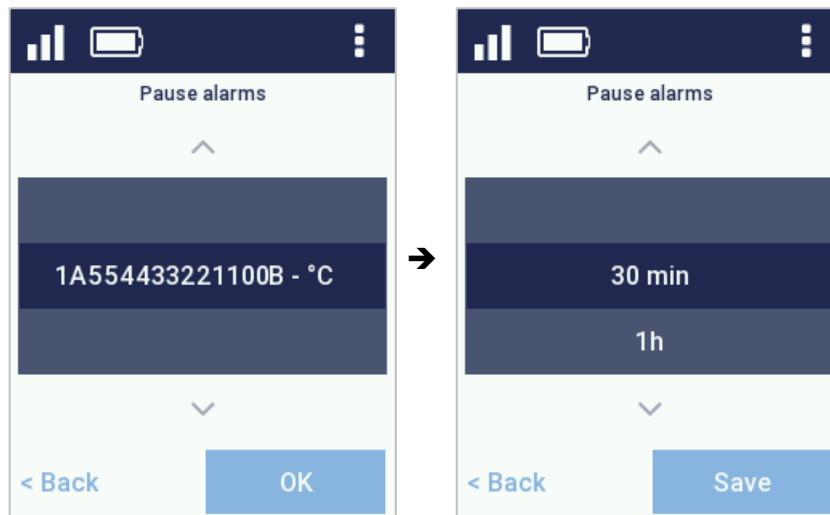 Pause alarms
1A554433221100B - °C
< Back
OK
➔
Pause alarms
30 min
1h
< Back
Save